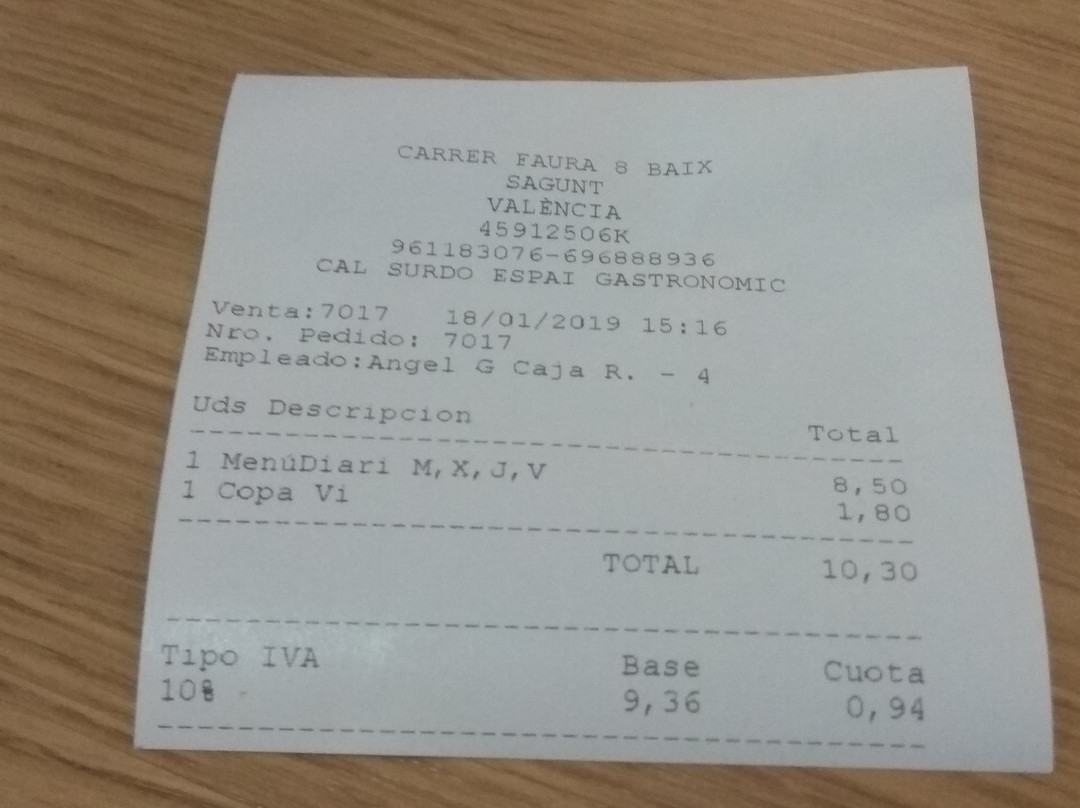 CARRER FAURA 8 BAIX
SAGUNT
VALÈNCIA
45912506K
961183076-696888936
CAL SURDO ESPAI GASTRONOMIC
Venta:7017 18/01/2019 15:16
Nro. Pedido: 7017
Empleado:Angel G Caja R. - 4
Uds Descripcion Total
1 MenúDiari M,X,J,V 8,50
1 Copa Vi 1,80
TOTAL 10,30
Tipo IVA Base Cuota
10% 9,36 0,94